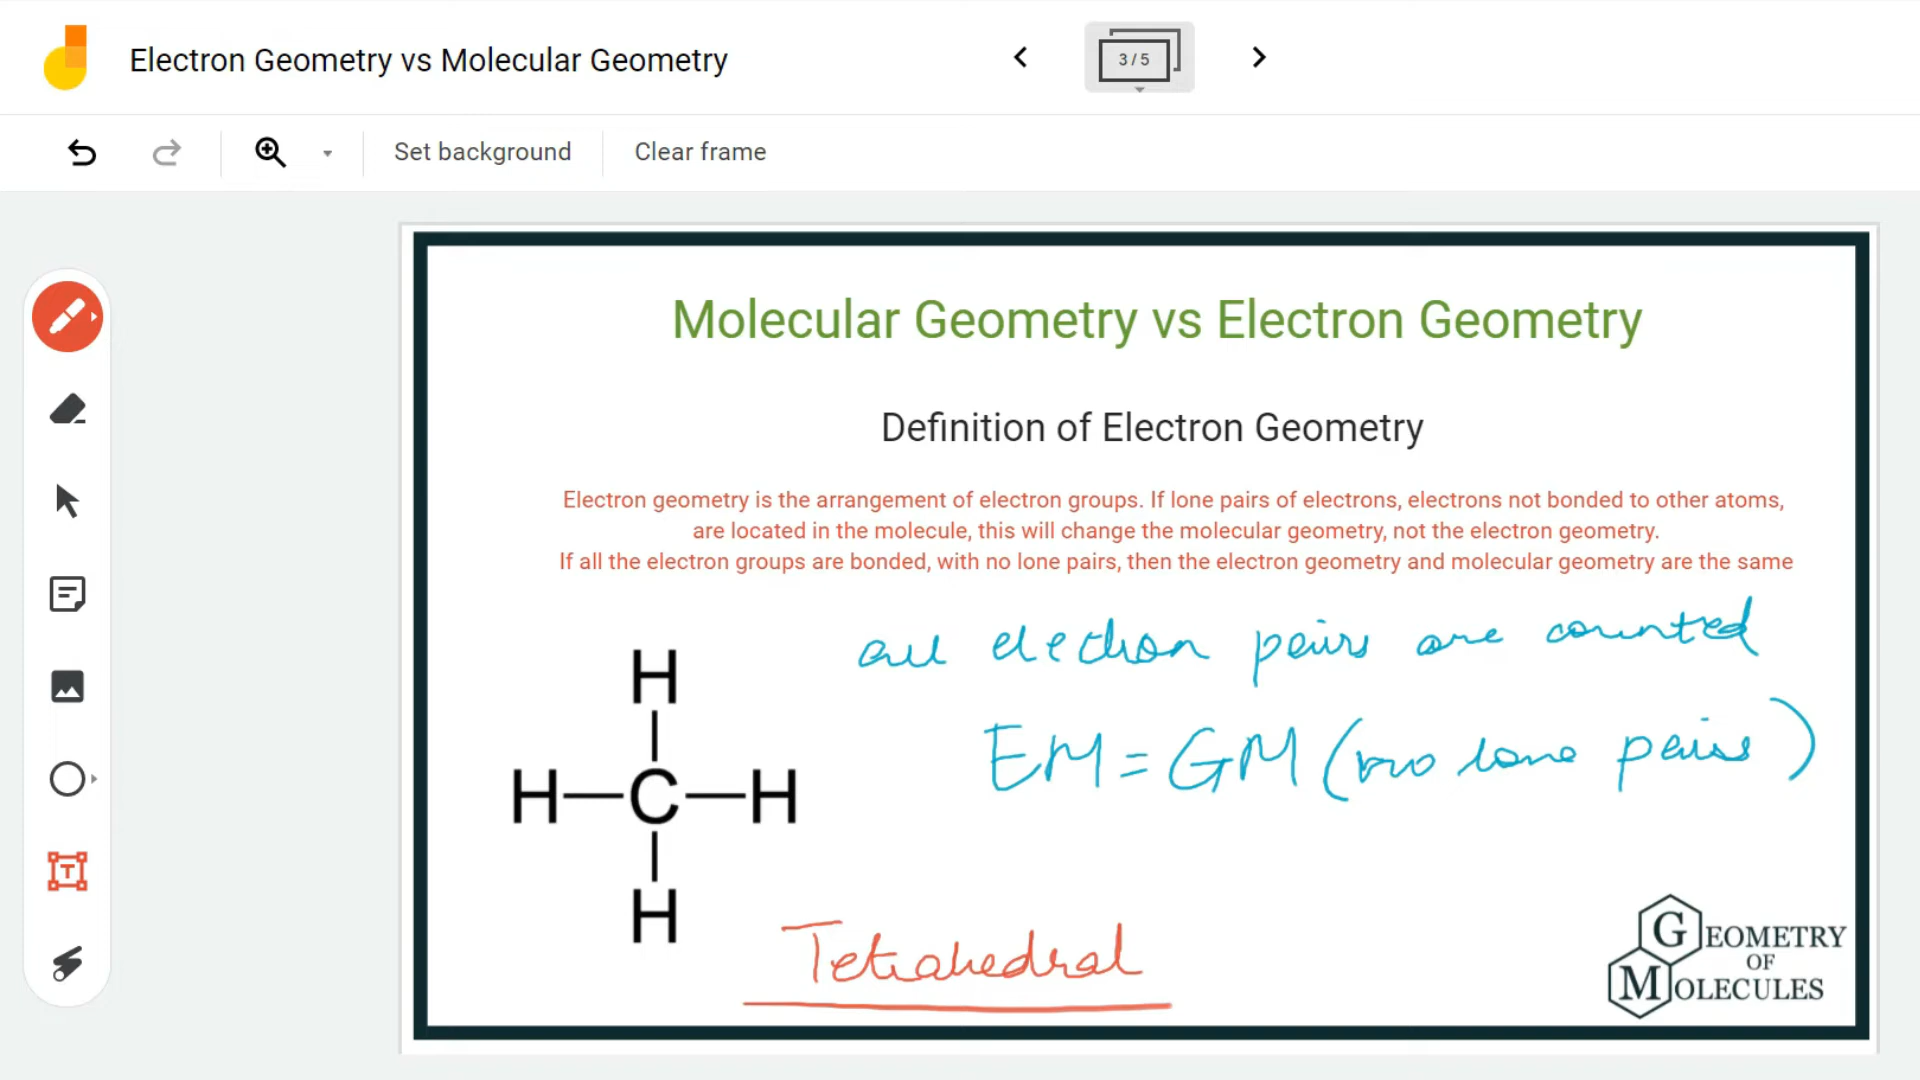 Electron Geometry vs Molecular Geometry
3 / 5
Set background
Clear frame
Molecular Geometry vs Electron Geometry
Definition of Electron Geometry
Electron geometry is the arrangement of electron groups. If lone pairs of electrons, electrons not bonded to other atoms,
are located in the molecule, this will change the molecular geometry, not the electron geometry.
If all the electron groups are bonded, with no lone pairs, then the electron geometry and molecular geometry are the same
all electron pairs are counted
EM = GM (no lone pairs)
H
H—C—H
H
Tetrahedral
GEOMETRY
OF
MOLECULES
T